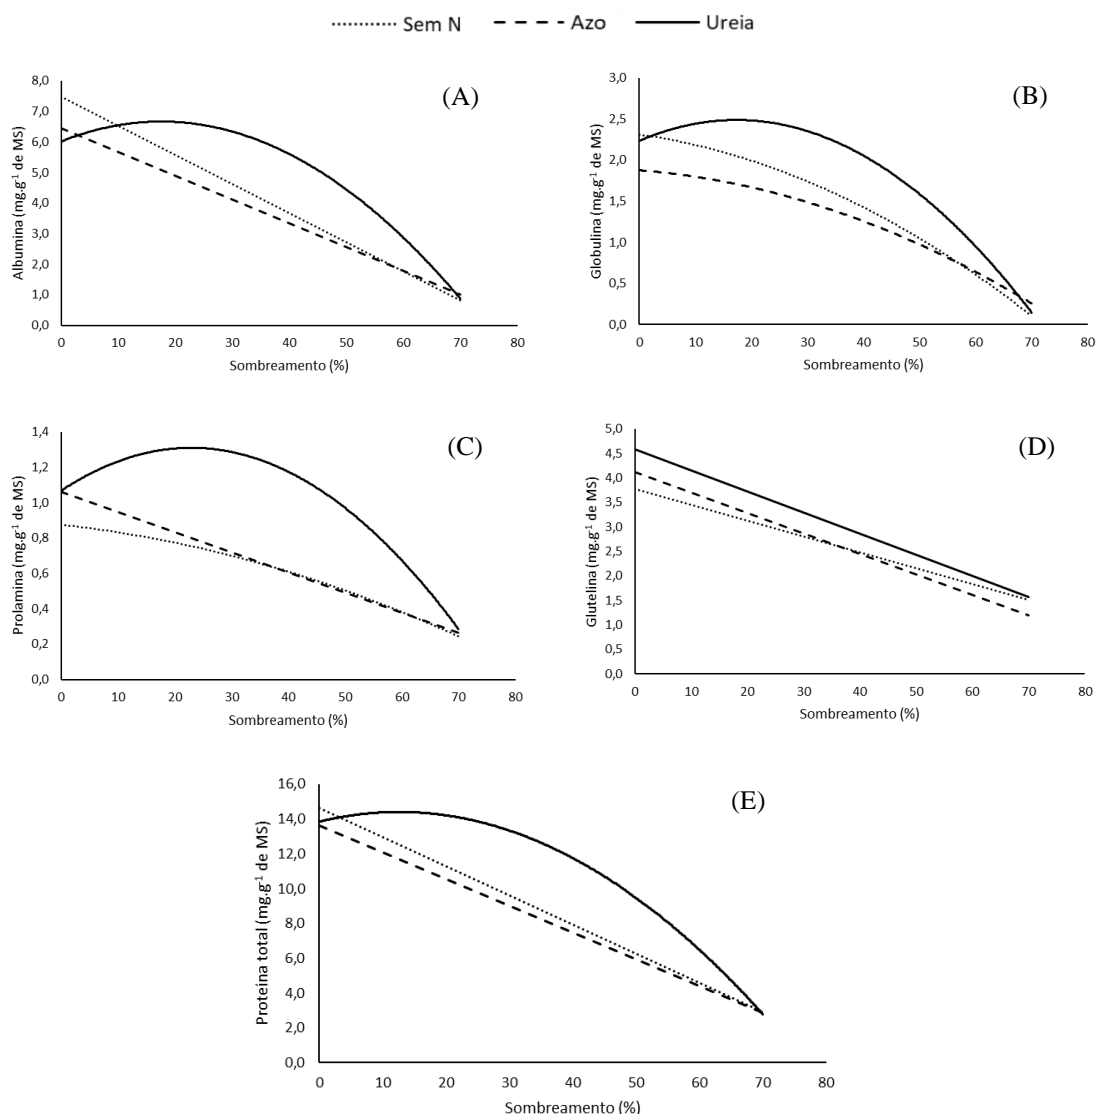 Sem N Azo Ureia
(A)
Albumina (mg.g⁻¹ de MS)
8,0
7,0
6,0
5,0
4,0
3,0
2,0
1,0
0,0
0 10 20 30 40 50 60 70 80
Sombreamento (%)
(B)
Globulina (mg.g⁻¹ de MS)
3,0
2,5
2,0
1,5
1,0
0,5
0,0
0 10 20 30 40 50 60 70 80
Sombreamento (%)
(C)
Prolamina (mg.g⁻¹ de MS)
1,4
1,2
1,0
0,8
0,6
0,4
0,2
0,0
0 10 20 30 40 50 60 70 80
Sombreamento (%)
(D)
Glutelina (mg.g⁻¹ de MS)
5,0
4,5
4,0
3,5
3,0
2,5
2,0
1,5
1,0
0,5
0,0
0 10 20 30 40 50 60 70 80
Sombreamento (%)
(E)
Proteína total (mg.g⁻¹ de MS)
16,0
14,0
12,0
10,0
8,0
6,0
4,0
2,0
0,0
0 10 20 30 40 50 60 70 80
Sombreamento (%)